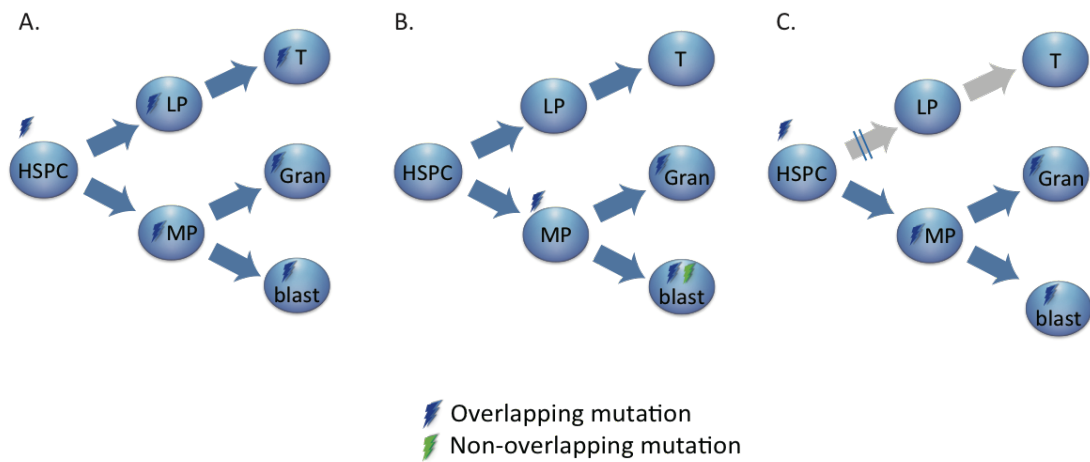 A.
T
LP
HSPC
Gran
MP
blast
B.
T
LP
HSPC
Gran
MP
blast
C.
T
LP
HSPC
Gran
MP
blast
Overlapping mutation
Non-overlapping mutation